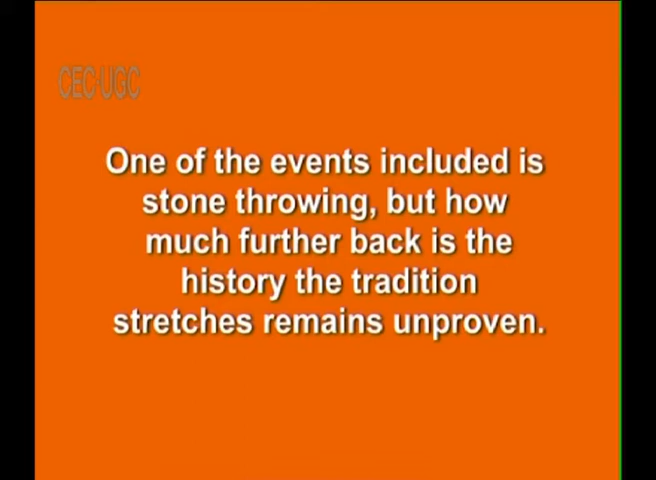 CEC-UGC
One of the events included is
stone throwing, but how
much further back is the
history the tradition
stretches remains unproven.